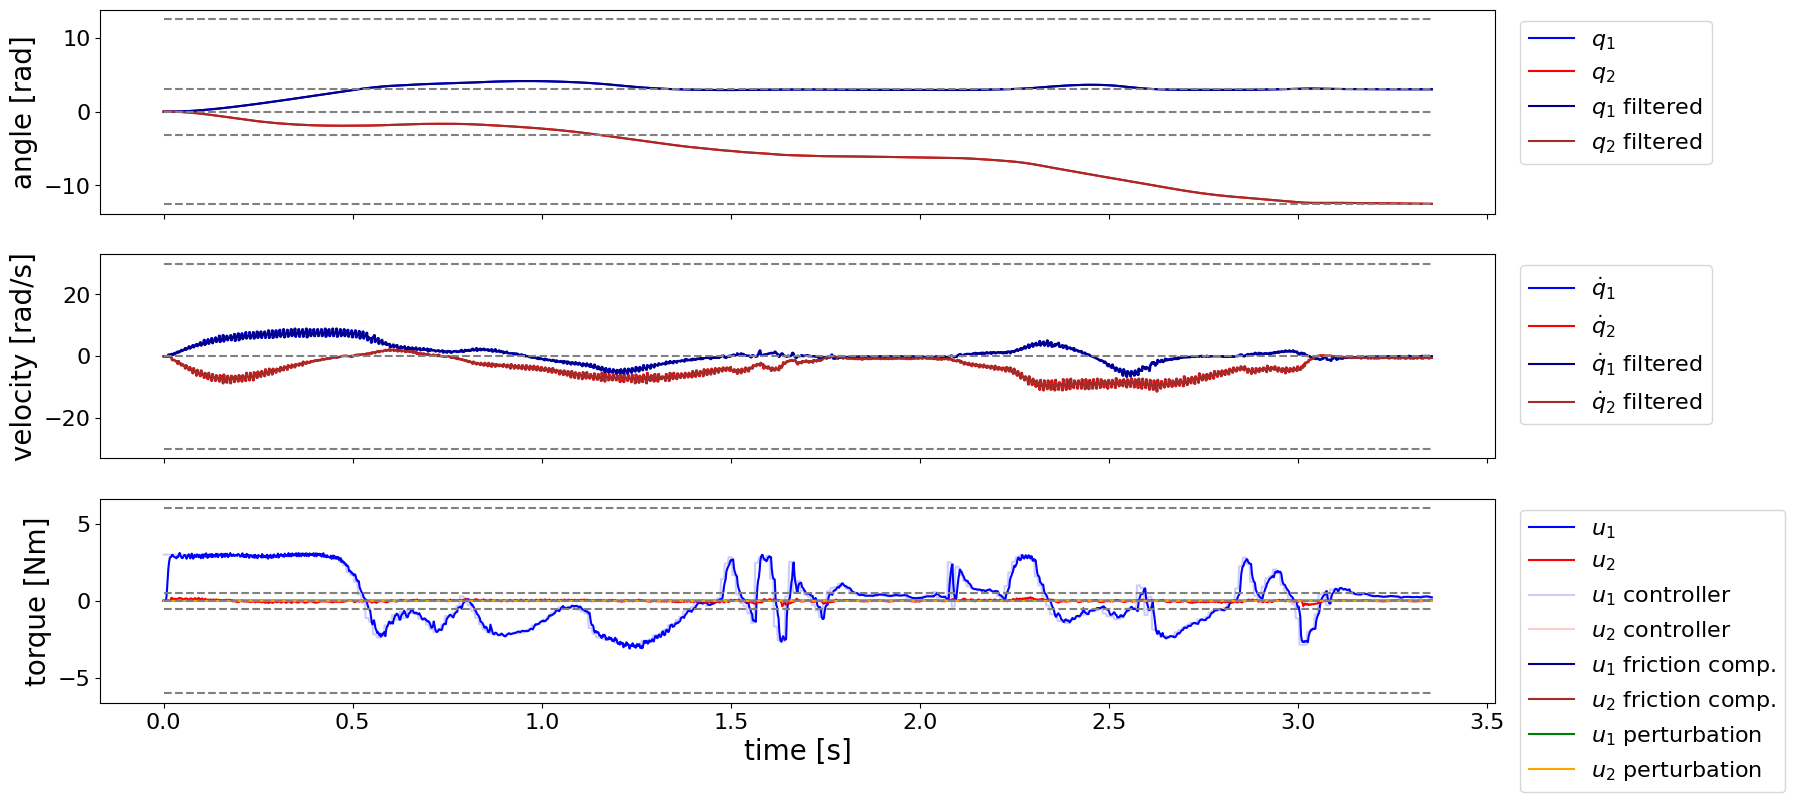 angle [rad]
10
0
−10
q₁
q₂
q₁ filtered
q₂ filtered
velocity [rad/s]
20
0
−20
q̇₁
q̇₂
q̇₁ filtered
q̇₂ filtered
torque [Nm]
5
0
−5
0.0 0.5 1.0 1.5 2.0 2.5 3.0 3.5
time [s]
u₁
u₂
u₁ controller
u₂ controller
u₁ friction comp.
u₂ friction comp.
u₁ perturbation
u₂ perturbation